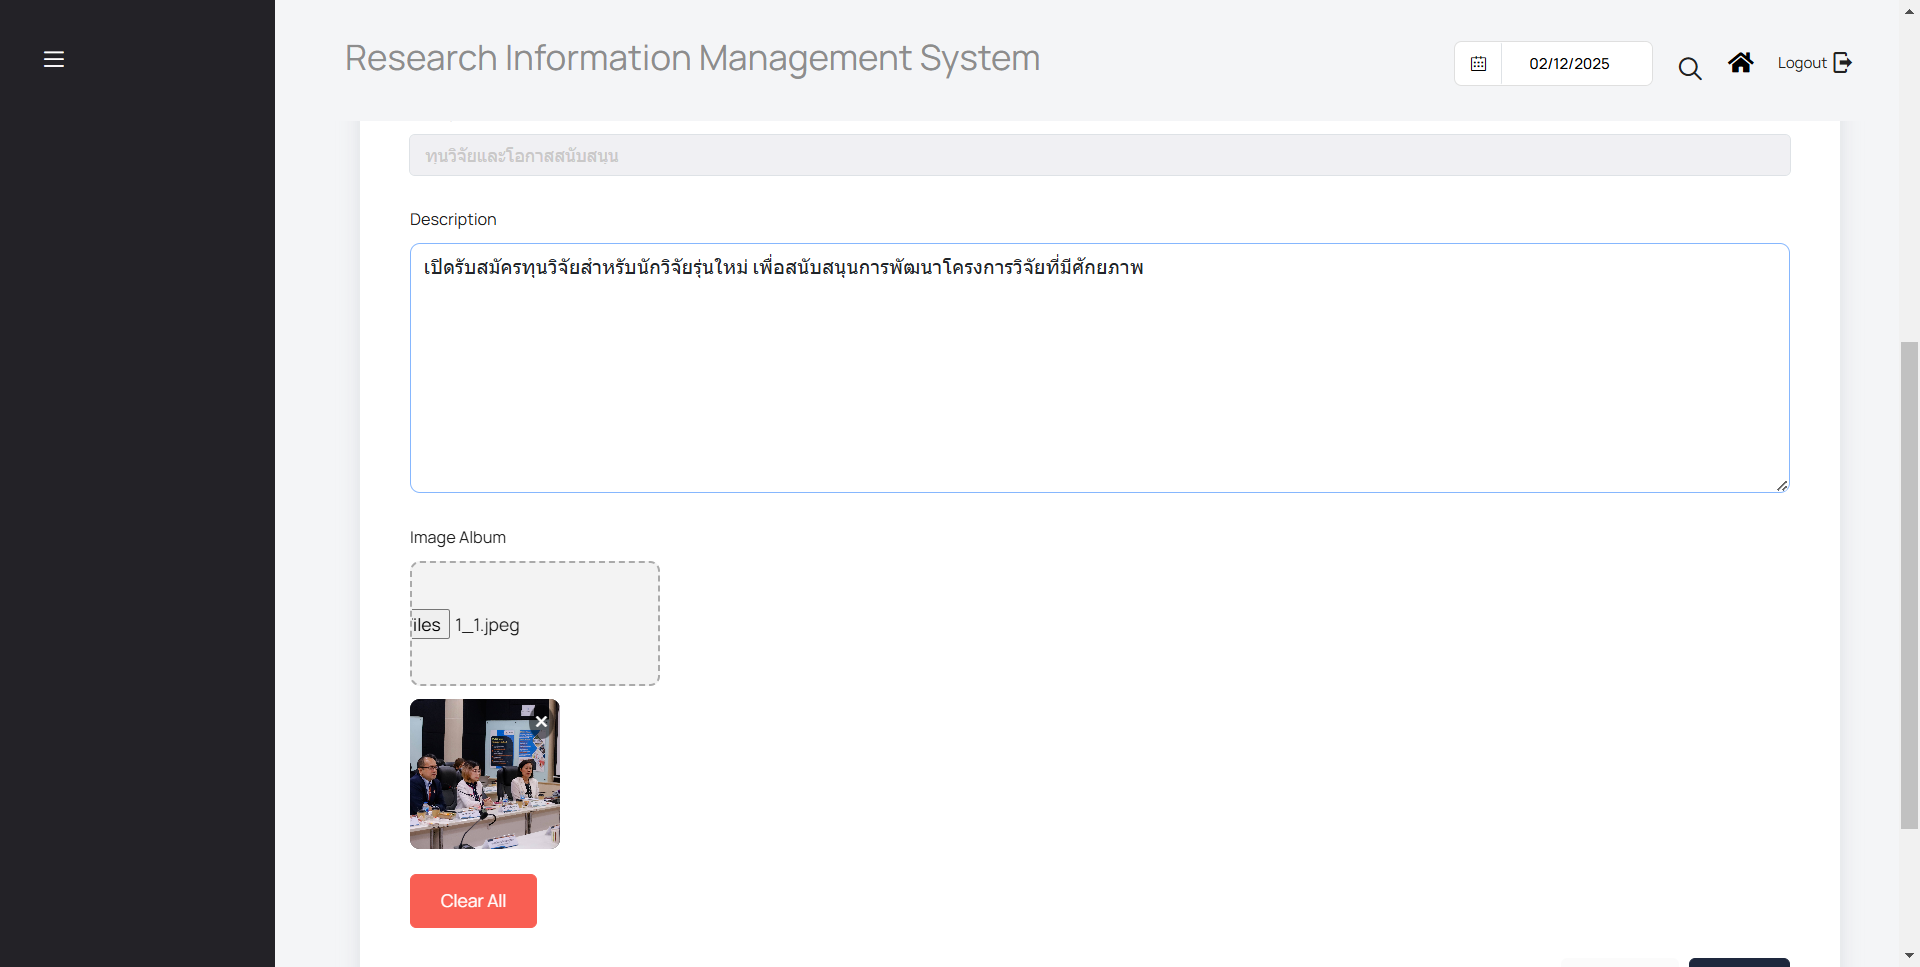 Research Information Management System
02/12/2025
Logout
ทุนวิจัยและโอกาสสนับสนุน
Description
เปิดรับสมัครทุนวิจัยสำหรับนักวิจัยรุ่นใหม่ เพื่อสนับสนุนการพัฒนาโครงการวิจัยที่มีศักยภาพ
Image Album
iles 1_1.jpeg
Clear All